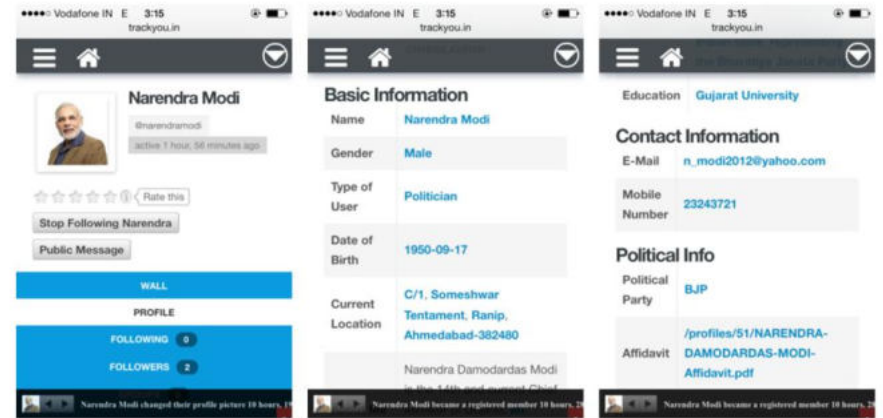 Vodafone IN E 3:15
trackyou.in
Narendra Modi
@narendramodi
active 1 hour, 56 minutes ago
Rate this
Stop Following Narendra
Public Message
WALL
PROFILE
FOLLOWING 0
FOLLOWERS 2
Narendra Modi changed their profile picture 10 hours,
Vodafone IN E 3:15
trackyou.in
Basic Information
Name Narendra Modi
Gender Male
Type of
User
Politician
Date of
Birth
1950-09-17
Current
Location
C/1, Someshwar
Tentament, Ranip,
Ahmedabad-382480
Narendra Damodardas Modi
is the 14th and current Chief
Narendra Modi became a registered member 10 hours,
Vodafone IN E 3:15
trackyou.in
the Bharatiya Janata Party
Education Gujarat University
Contact Information
E-Mail n_modi2012@yahoo.com
Mobile
Number
23243721
Political Info
Political
Party
BJP
Affidavit
/profiles/51/NARENDRA-
DAMODARDAS-MODI-
Affidavit.pdf
Narendra Modi became a registered member 10 hours,